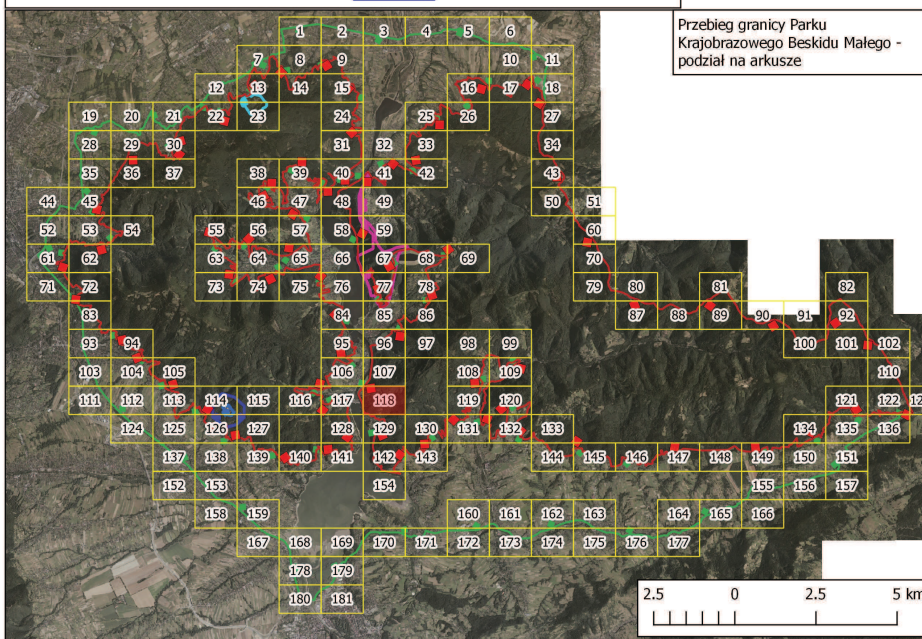 Przebieg granicy Parku
Krajobrazowego Beskidu Małego -
podział na arkusze
1 2 3 4 5 6
7 8 9 10 11
12 13 14 15 16 17 18
19 20 21 22 23 24 25 26 27
28 29 30 31 32 33 34
35 36 37 38 39 40 41 42 43
44 45 46 47 48 49 50 51
52 53 54 55 56 57 58 59 60
61 62 63 64 65 66 67 68 69 70
71 72 73 74 75 76 77 78 79 80 81 82
83 84 85 86 87 88 89 90 91 92
93 94 95 96 97 98 99 100 101 102
103 104 105 106 107 108 109 110
111 112 113 114 115 116 117 118 119 120 121 122
124 125 126 127 128 129 130 131 132 133 134 135 136
137 138 139 140 141 142 143 144 145 146 147 148 149 150 151
152 153 154 155 156 157
158 159 160 161 162 163 164 165 166
167 168 169 170 171 172 173 174 175 176 177
178 179
180 181
2.5 0 2.5 5 km